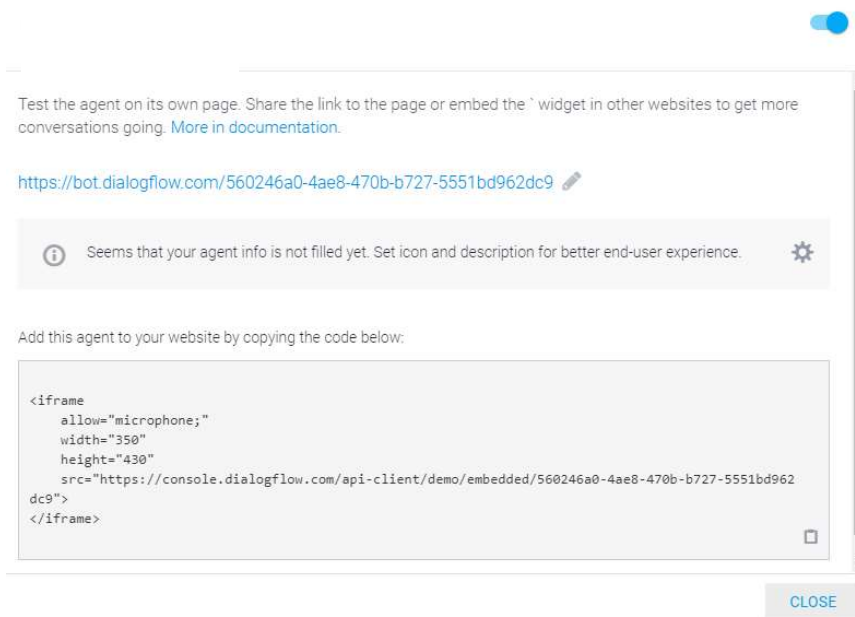 Test the agent on its own page. Share the link to the page or embed the ` widget in other websites to get more
conversations going. More in documentation.
https://bot.dialogflow.com/560246a0-4ae8-470b-b727-5551bd962dc9
Seems that your agent info is not filled yet. Set icon and description for better end-user experience.
Add this agent to your website by copying the code below:
<iframe
    allow="microphone;"
    width="350"
    height="430"
    src="https://console.dialogflow.com/api-client/demo/embedded/560246a0-4ae8-470b-b727-5551bd962
dc9">
</iframe>
CLOSE